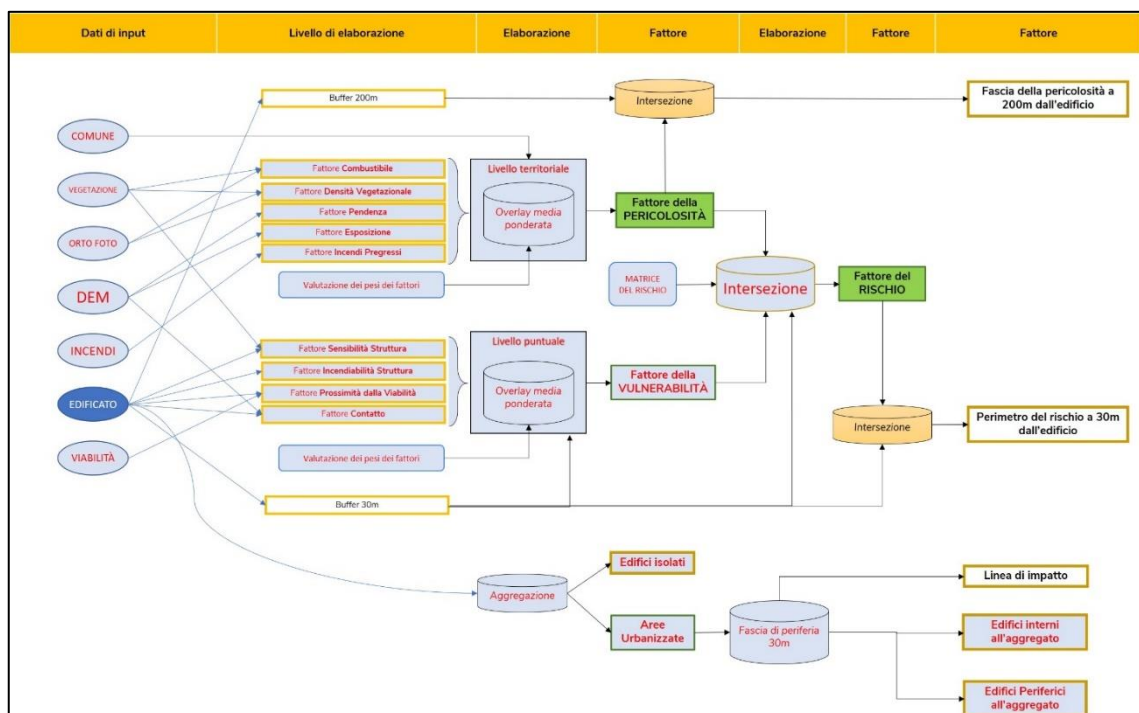 Dati di input
Livello di elaborazione
Elaborazione
Fattore
Elaborazione
Fattore
Fattore
Buffer 200m
Intersezione
Fascia della pericolosità a
200m dall'edificio
COMUNE
VEGETAZIONE
ORTO FOTO
DEM
INCENDI
EDIFICATO
VIABILITÀ
Fattore Combustibile
Fattore Densità Vegetazionale
Fattore Pendenza
Fattore Esposizione
Fattore Incendi Pregressi
Valutazione dei pesi dei fattori
Livello territoriale
Overlay media
ponderata
Fattore della
PERICOLOSITÀ
MATRICE
DEL RISCHIO
Intersezione
Fattore del
RISCHIO
Fattore Sensibilità Struttura
Fattore Incendiabilità Struttura
Fattore Prossimità dalla Viabilità
Fattore Contatto
Valutazione dei pesi dei fattori
Livello puntuale
Overlay media
ponderata
Fattore della
VULNERABILITÀ
Intersezione
Perimetro del rischio a 30m
dall'edificio
Buffer 30m
Aggregazione
Edifici isolati
Aree
Urbanizzate
Fascia di periferia
30m
Linea di impatto
Edifici interni
all'aggregato
Edifici Periferici
all'aggregato